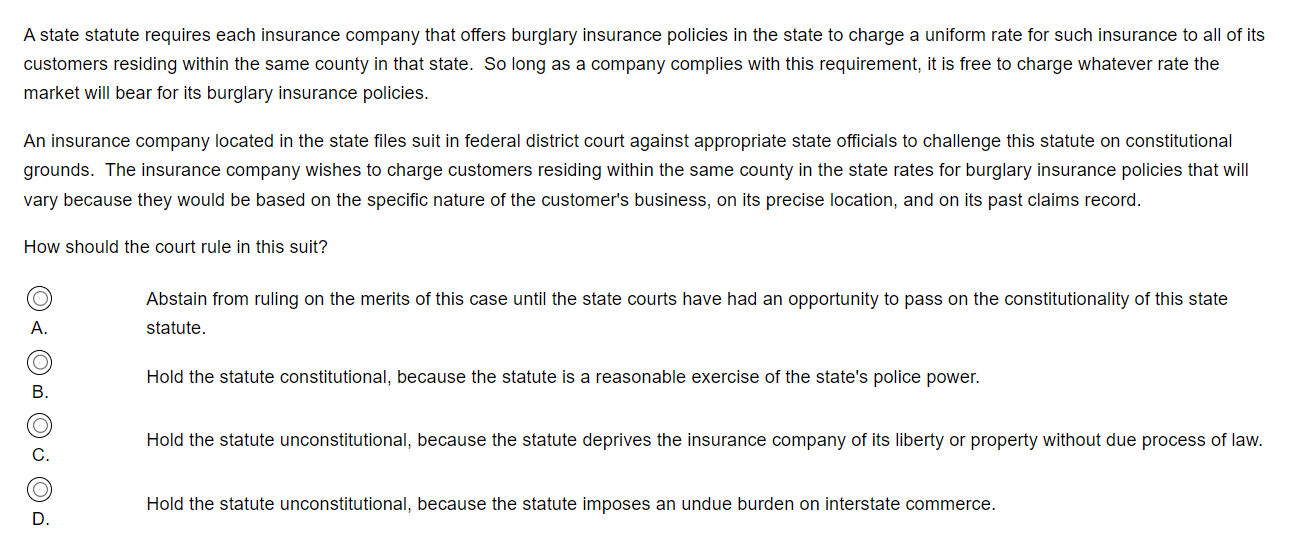 A state statute requires each insurance company that offers burglary insurance policies in the state to charge a uniform rate for such insurance to all of its
customers residing within the same county in that state.  So long as a company complies with this requirement, it is free to charge whatever rate the
market will bear for its burglary insurance policies.
An insurance company located in the state files suit in federal district court against appropriate state officials to challenge this statute on constitutional
grounds.  The insurance company wishes to charge customers residing within the same county in the state rates for burglary insurance policies that will
vary because they would be based on the specific nature of the customer's business, on its precise location, and on its past claims record.
How should the court rule in this suit?
Abstain from ruling on the merits of this case until the state courts have had an opportunity to pass on the constitutionality of this state
A. statute.
Hold the statute constitutional, because the statute is a reasonable exercise of the state's police power.
B.
Hold the statute unconstitutional, because the statute deprives the insurance company of its liberty or property without due process of law.
C.
Hold the statute unconstitutional, because the statute imposes an undue burden on interstate commerce.
D.